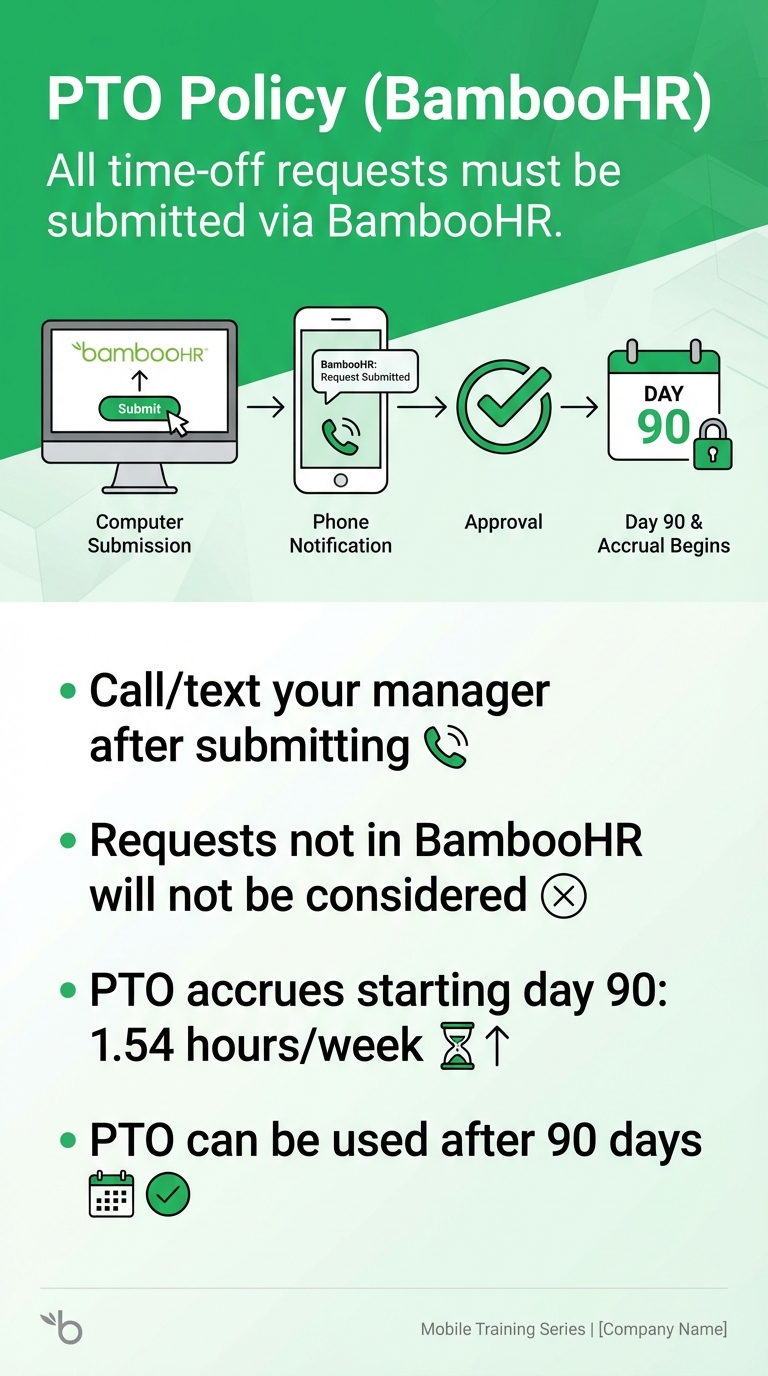 PTO Policy (BambooHR)
All time-off requests must be
submitted via BambooHR.
bambooHR
Submit
BambooHR:
Request Submitted
DAY
90
Computer
Submission
Phone
Notification
Approval
Day 90 &
Accrual Begins
• Call/text your manager
after submitting
• Requests not in BambooHR
will not be considered
• PTO accrues starting day 90:
1.54 hours/week
• PTO can be used after 90 days
b
Mobile Training Series | [Company Name]